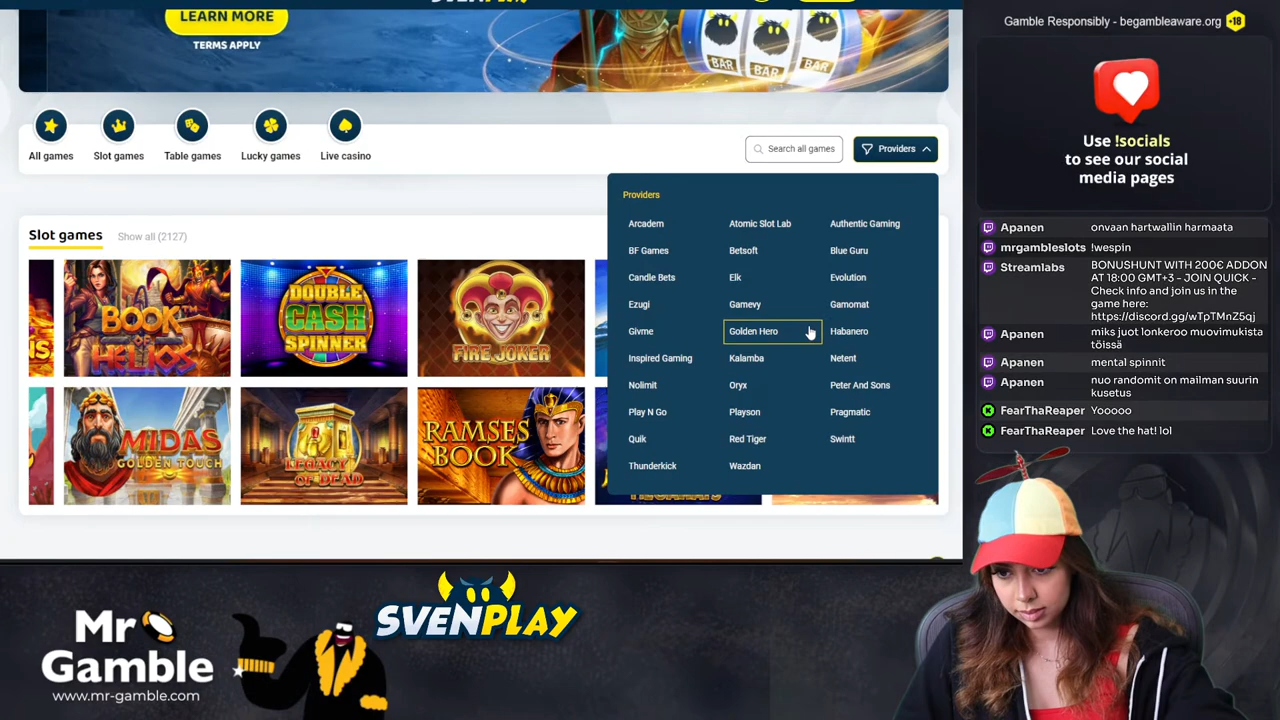 SVENPLAY
LEARN MORE
TERMS APPLY
BAR BAR BAR
All games
Slot games
Table games
Lucky games
Live casino
Search all games
Providers
Providers
Arcadem
Atomic Slot Lab
Authentic Gaming
BF Games
Betsoft
Blue Guru
Candle Bets
Elk
Evolution
Ezugi
Gamevy
Gamomat
Givme
Golden Hero
Habanero
Inspired Gaming
Kalamba
Netent
Nolimit
Oryx
Peter And Sons
Play N Go
Playson
Pragmatic
Quik
Red Tiger
Swintt
Thunderkick
Wazdan
Slot games
Show all (2127)
BOOK
OF
HELIOS
DOUBLE
CASH
SPINNER
FIRE JOKER
MIDAS
GOLDEN TOUCH
LEGACY
OF DEAD
RAMSES
BOOK
Mr
Gamble
www.mr-gamble.com
SVENPLAY
Gamble Responsibly - begambleaware.org +18
Use !socials
to see our social
media pages
Apanen onvaan hartwallin harmaata
mrgambleslots !wespin
Streamlabs BONUSHUNT WITH 200€ ADDON
AT 18:00 GMT+3 - JOIN QUICK -
Check info and join us in the
game here:
https://discord.gg/wTpTMnZ5qj
Apanen miks juot lonkeroo muovimukista
töissä
Apanen mental spinnit
Apanen nuo randomit on mailman suurin
kusetus
FearThaReaper Yooooo
FearThaReaper Love the hat! lol